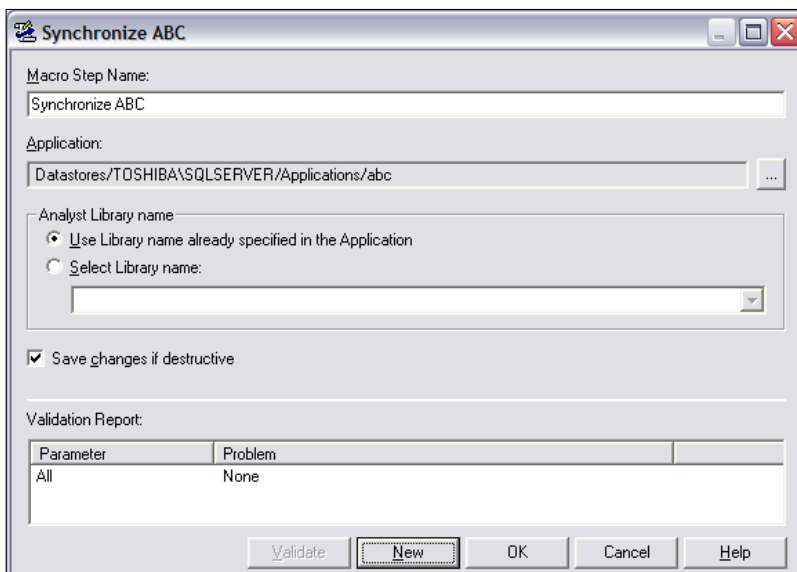 Synchronize ABC
Macro Step Name:
Synchronize ABC
Application:
Datastores/TOSHIBA\SQLSERVER/Applications/abc
...
Analyst Library name
Use Library name already specified in the Application
Select Library name:
Save changes if destructive
Validation Report:
Parameter Problem
All None
Validate New OK Cancel Help